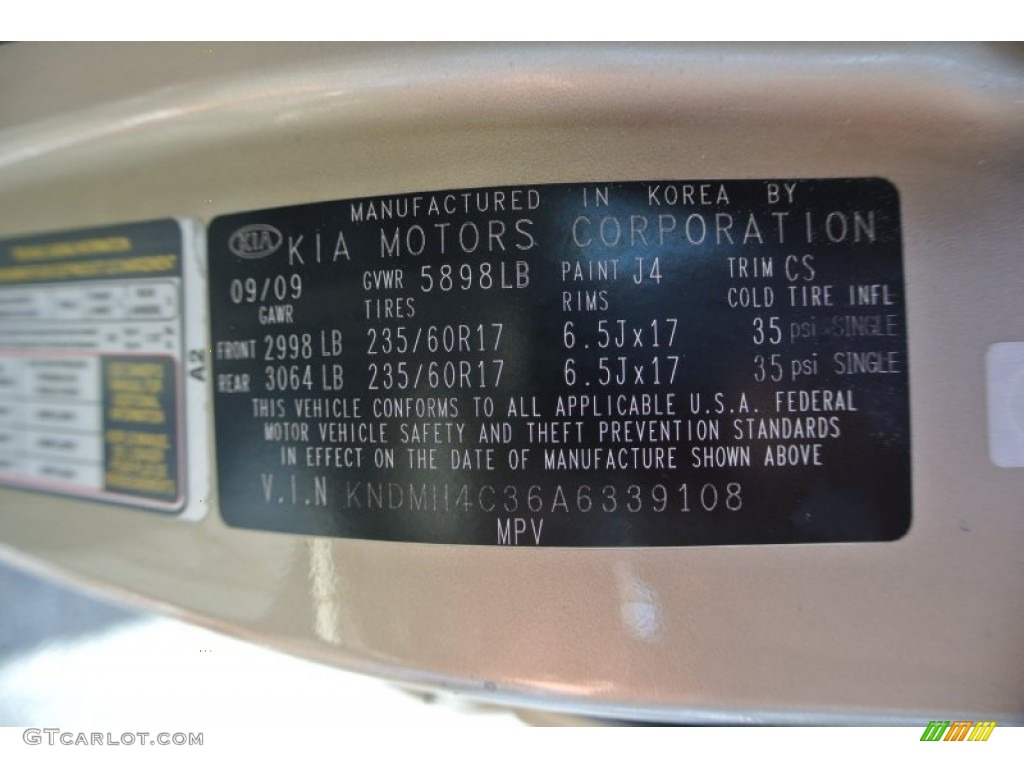 MANUFACTURED IN KOREA BY
KIA KIA MOTORS CORPORATION
09/09 GVWR 5898LB PAINT J4 TRIM CS
GAWR TIRES RIMS COLD TIRE INFL
FRONT 2998 LB 235/60R17 6.5Jx17 35 psi SINGLE
REAR 3064 LB 235/60R17 6.5Jx17 35 psi SINGLE
THIS VEHICLE CONFORMS TO ALL APPLICABLE U.S.A. FEDERAL
MOTOR VEHICLE SAFETY AND THEFT PREVENTION STANDARDS
IN EFFECT ON THE DATE OF MANUFACTURE SHOWN ABOVE
V.I.N KNDMH4C36A6339108
MPV
A2
GTCARLOT.COM